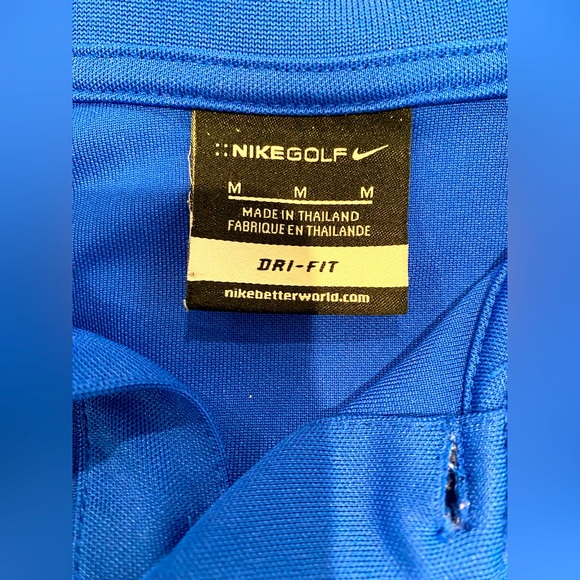 NIKEGOLF
M M M
MADE IN THAILAND
FABRIQUE EN THAILANDE
DRI-FIT
nikebetterworld.com